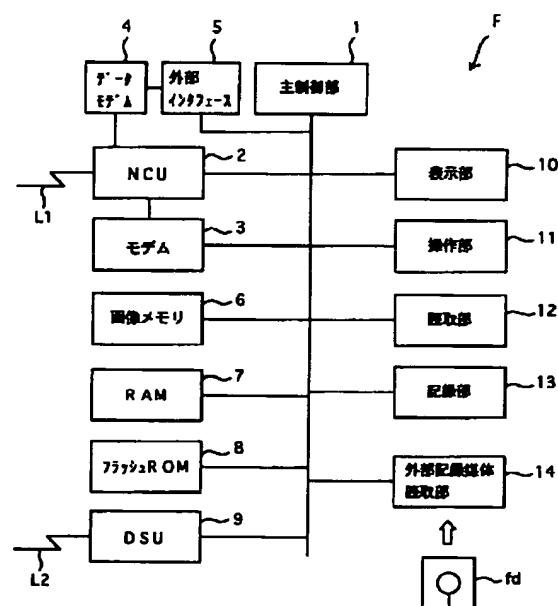 4
5
1
F
データ
モデム
外部
インタフェース
主制御部
2
NCU
L1
10
表示部
3
モデム
11
操作部
6
画像メモリ
12
読取部
7
RAM
13
記録部
8
フラッシュROM
14
外部記録媒体
読取部
9
DSU
L2
fd